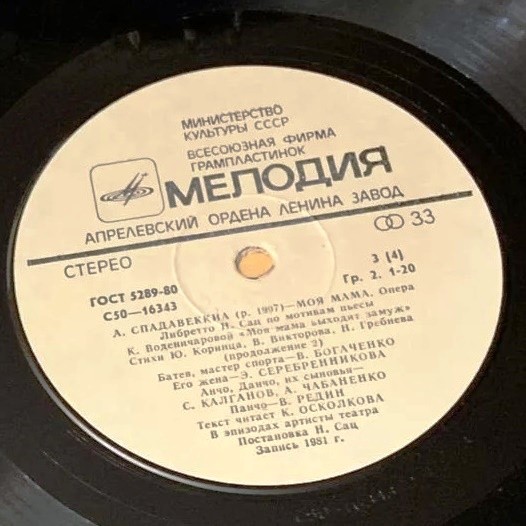 МИНИСТЕРСТВО
КУЛЬТУРЫ СССР
ВСЕСОЮЗНАЯ ФИРМА
ГРАМПЛАСТИНОК
МЕЛОДИЯ
АПРЕЛЕВСКИЙ ОРДЕНА ЛЕНИНА ЗАВОД
СТЕРЕО
33
ГОСТ 5289-80
3 (4)
С50—16343
Гр. 2. 1-20
А. СПАДАВЕККИА (р. 1907)—МОЯ МАМА. Опера
Либретто Н. Сац по мотивам пьесы
К. Воденичаровой «Моя мама выходит замуж»
Стихи Ю. Коринца, В. Викторова, Н. Гребнева
(продолжение 2)
Батев, мастер спорта—В. БОГАЧЕНКО
Его жена—Э. СЕРЕБРЕННИКОВА
Анчо, Данчо, их сыновья—
С. КАЛГАНОВ, А. ЧАБАНЕНКО
Панчо—В. РЕДИН
Текст читает К. ОСКОЛКОВА
В эпизодах артисты театра
Постановка Н. Сац
Запись 1981 г.